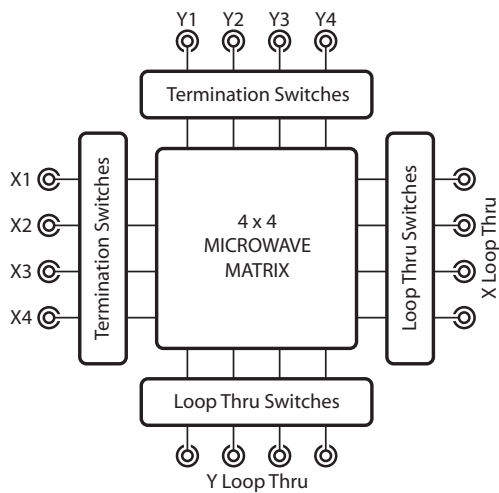 Y1 Y2 Y3 Y4
Termination Switches
X1
X2
X3
X4
Termination Switches
4 x 4
MICROWAVE
MATRIX
Loop Thru Switches
X Loop Thru
Loop Thru Switches
Y Loop Thru